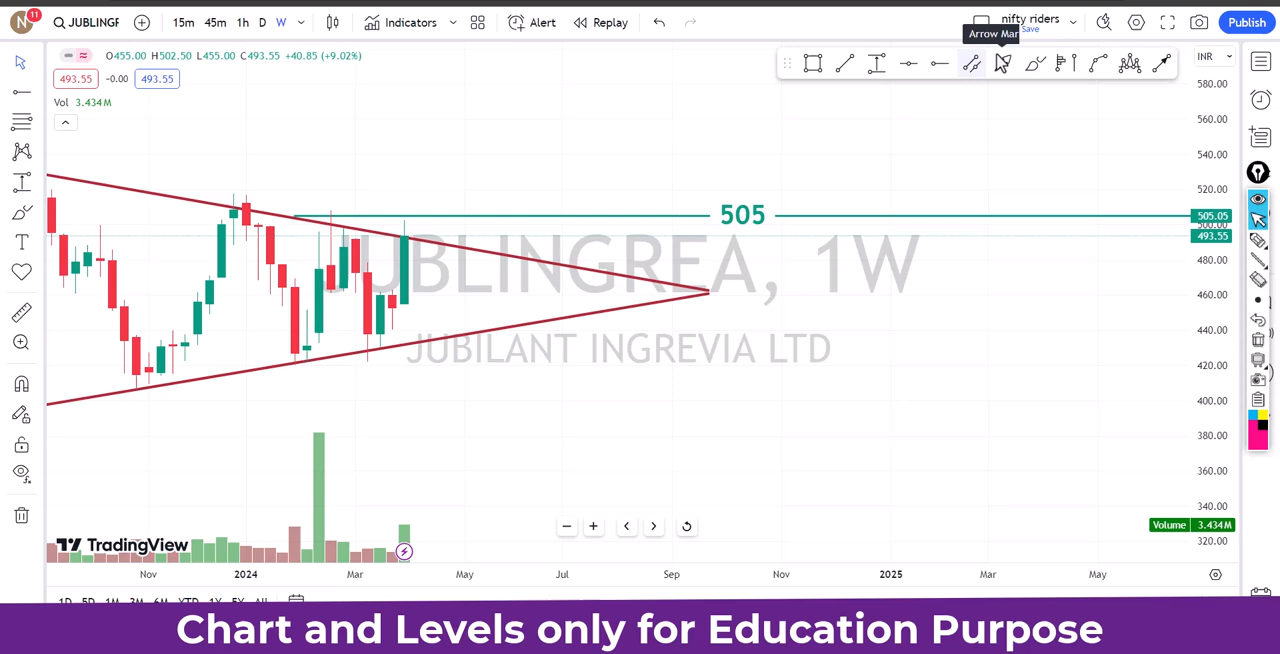 N 11 JUBLINGF 15m 45m 1h D W Indicators Alert Replay nifty riders Save Publish
Arrow Mar
O455.00 H502.50 L455.00 C493.55 +40.85 (+9.02%)
INR
493.55 -0.00 493.55
Vol 3.434M
T
580.00
560.00
540.00
520.00
505
505.05
500.00
493.55
JUBLINGREA, 1W
JUBILANT INGREVIA LTD
480.00
460.00
440.00
420.00
400.00
380.00
360.00
340.00
Volume 3.434M
320.00
TradingView
Nov 2024 Mar May Jul Sep Nov 2025 Mar May
1D 5D 1M 3M 6M YTD 1Y 5Y All
Chart and Levels only for Education Purpose